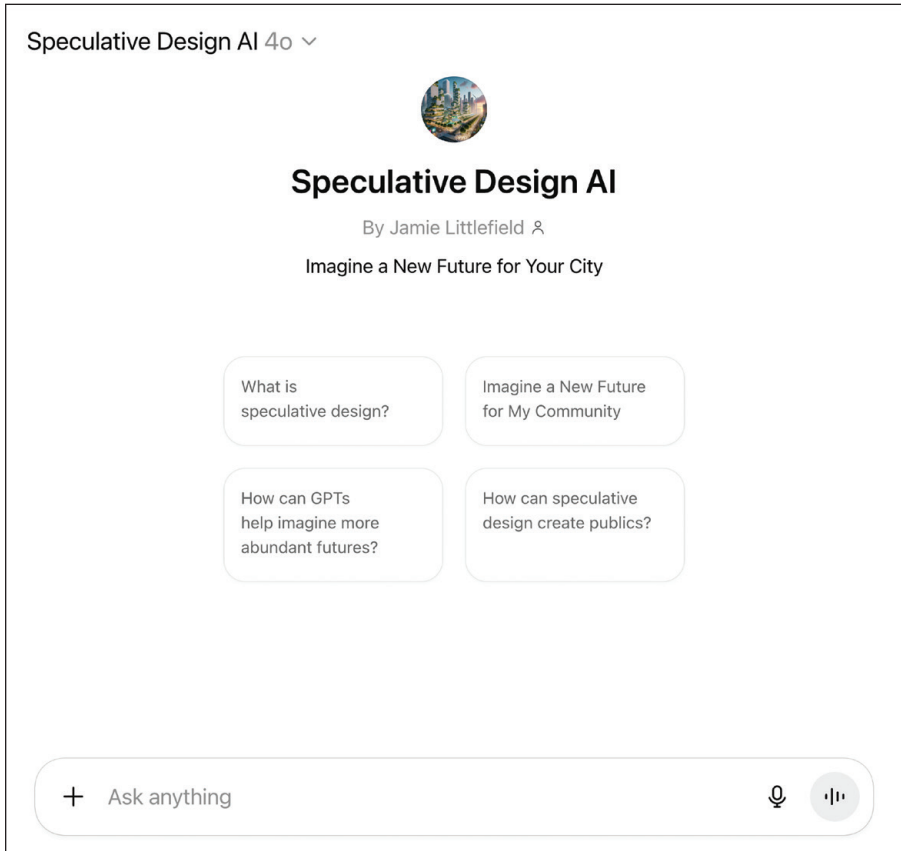 Speculative Design AI 4o
Speculative Design AI
By Jamie Littlefield
Imagine a New Future for Your City
What is
speculative design?
Imagine a New Future
for My Community
How can GPTs
help imagine more
abundant futures?
How can speculative
design create publics?
Ask anything